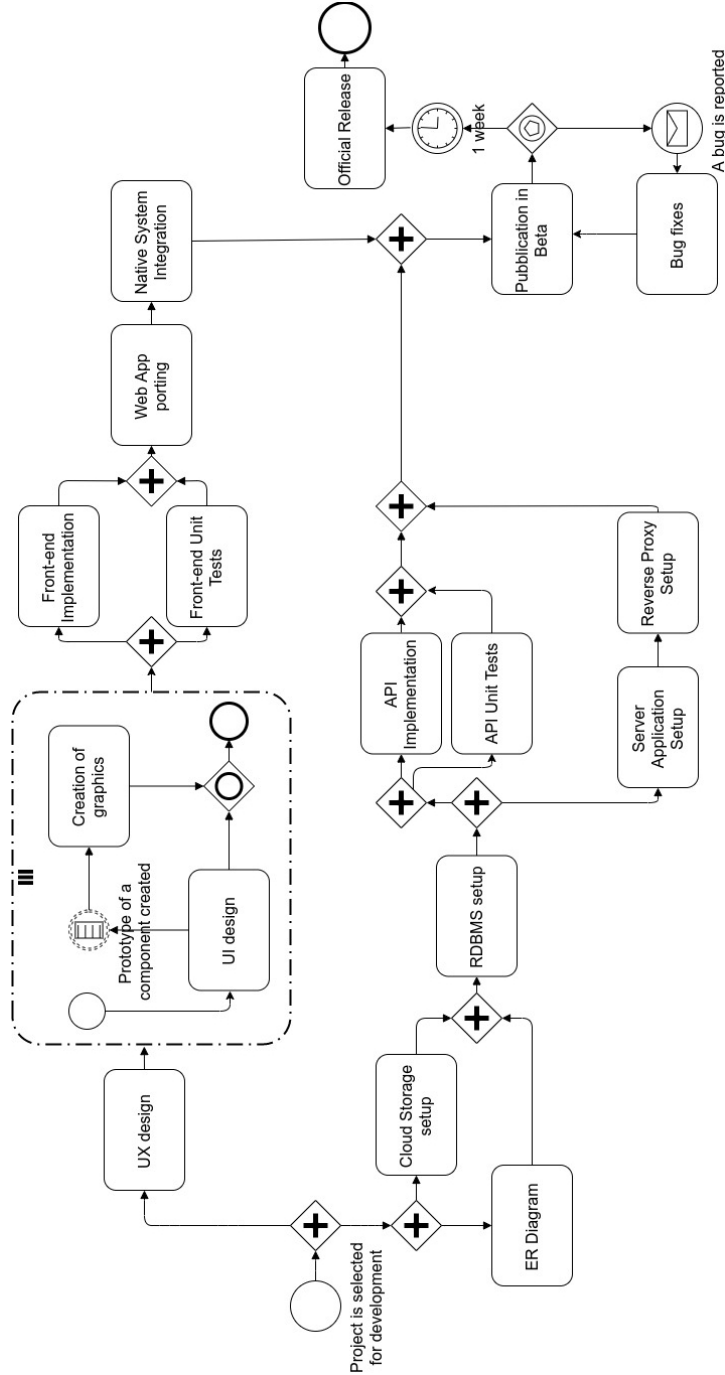 Project is selected
for development
UX design
Prototype of a
component created
UI design
Creation of
graphics
Front-end
Implementation
Front-end Unit
Tests
Web App
porting
Native System
Integration
Cloud Storage
setup
ER Diagram
RDBMS setup
API
Implementation
API Unit Tests
Server
Application
Setup
Reverse Proxy
Setup
Pubblication in
Beta
1 week
Official Release
A bug is reported
Bug fixes